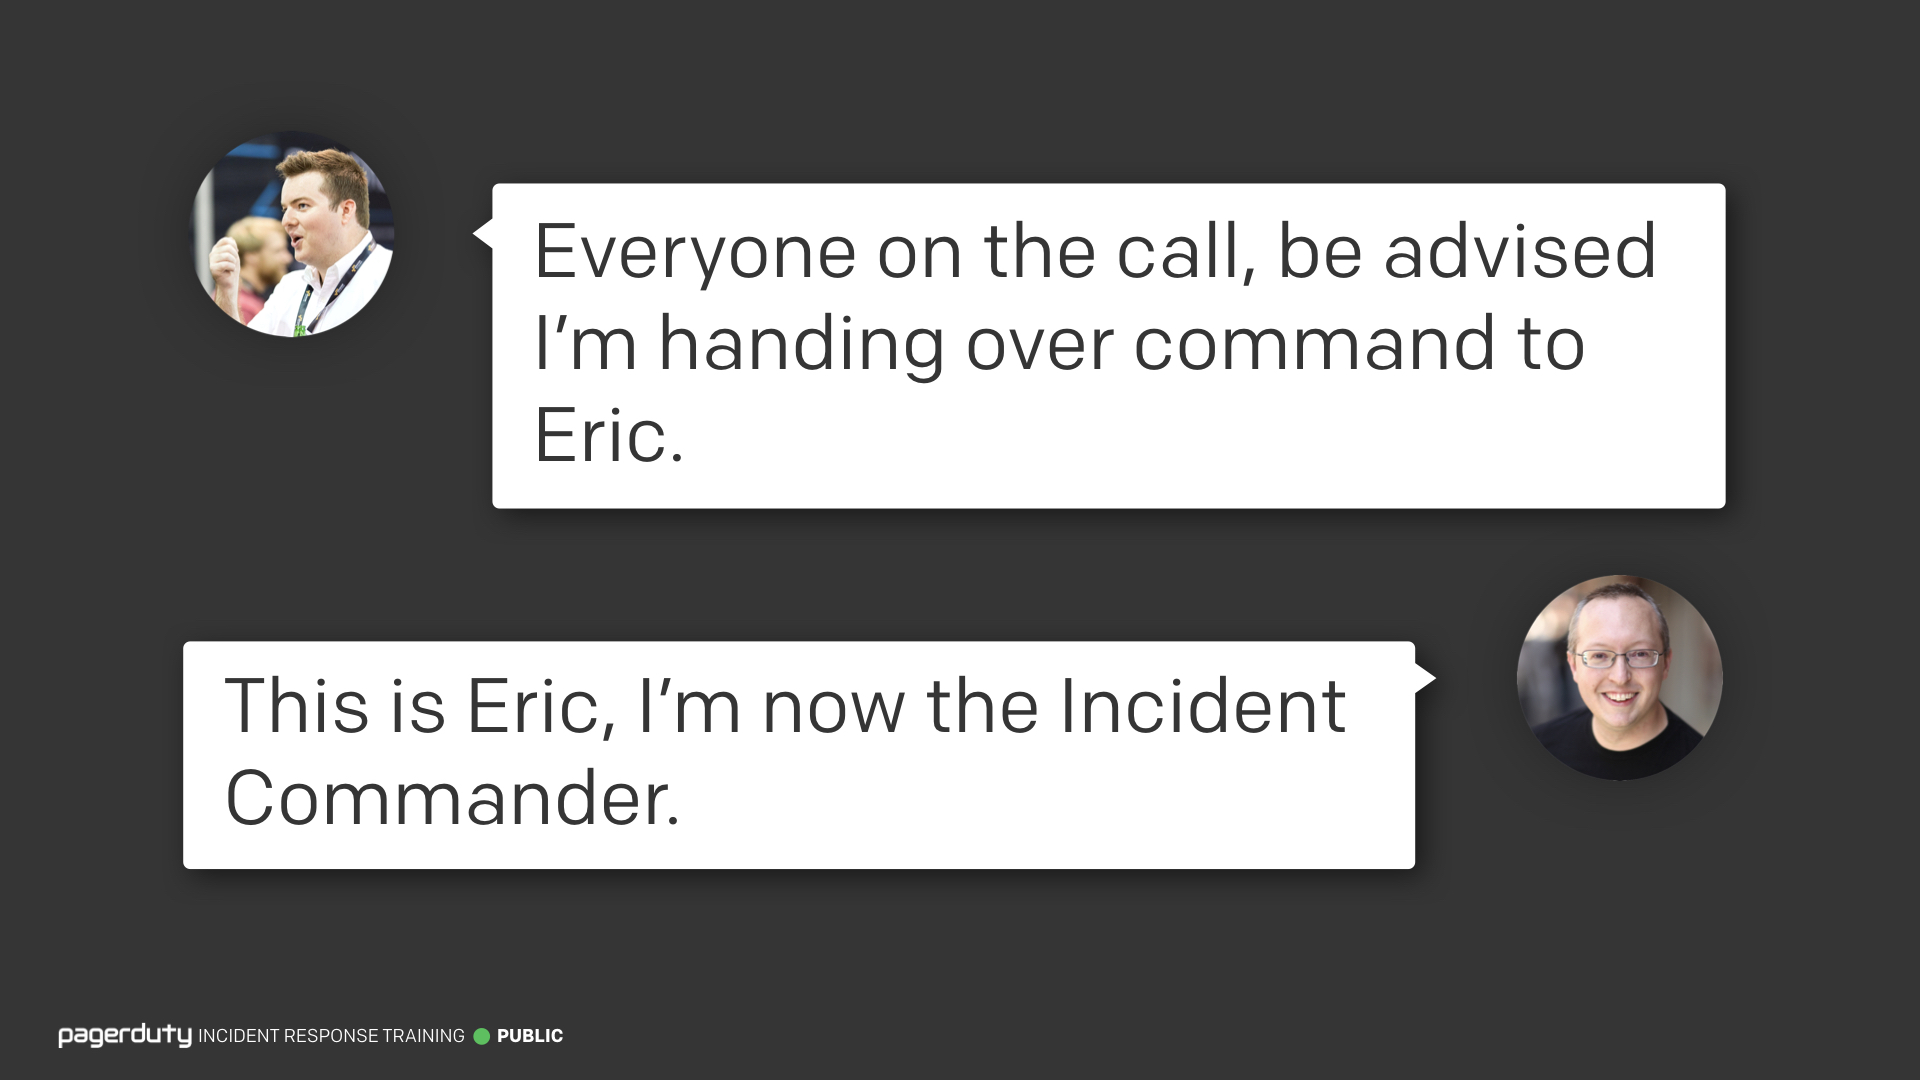 Everyone on the call, be advised
I’m handing over command to
Eric.
This is Eric, I’m now the Incident
Commander.
pagerduty INCIDENT RESPONSE TRAINING PUBLIC